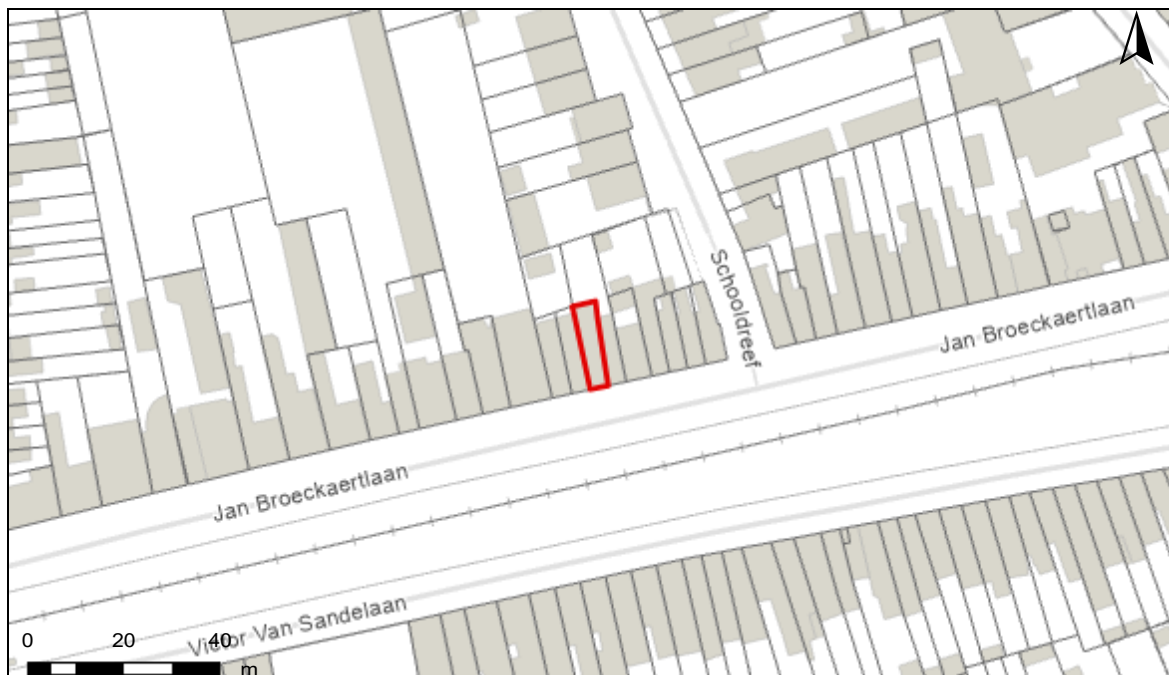 Schooldreef
Jan Broeckaertlaan
Jan Broeckaertlaan
Victor Van Sandelaan
0 20 40
m